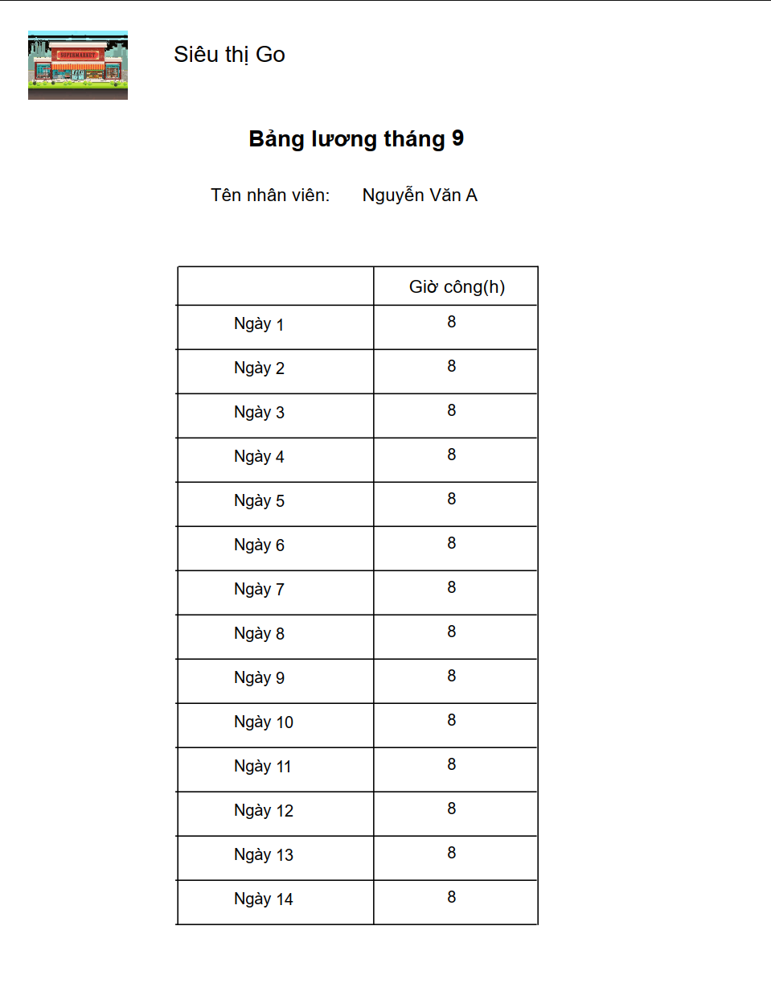 SUPERMARKET
Siêu thị Go
Bảng lương tháng 9
Tên nhân viên: Nguyễn Văn A
Giờ công(h)
Ngày 1 8
Ngày 2 8
Ngày 3 8
Ngày 4 8
Ngày 5 8
Ngày 6 8
Ngày 7 8
Ngày 8 8
Ngày 9 8
Ngày 10 8
Ngày 11 8
Ngày 12 8
Ngày 13 8
Ngày 14 8